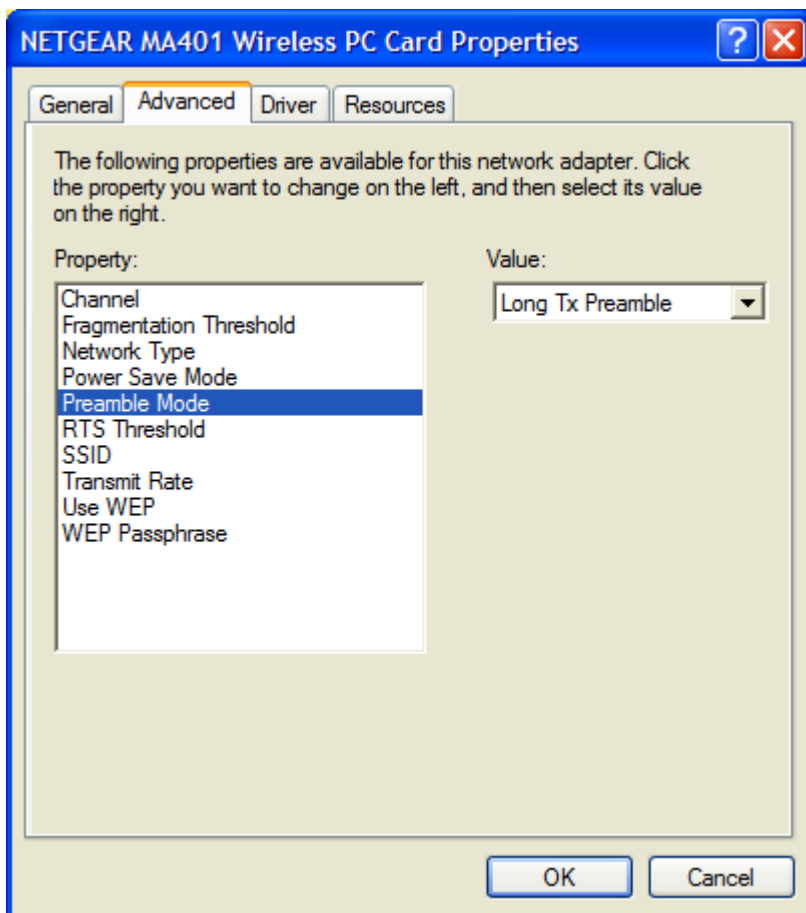 NETGEAR MA401 Wireless PC Card Properties
General Advanced Driver Resources
The following properties are available for this network adapter. Click
the property you want to change on the left, and then select its value
on the right.
Property:
Value:
Channel
Fragmentation Threshold
Network Type
Power Save Mode
Preamble Mode
RTS Threshold
SSID
Transmit Rate
Use WEP
WEP Passphrase
Long Tx Preamble
OK
Cancel